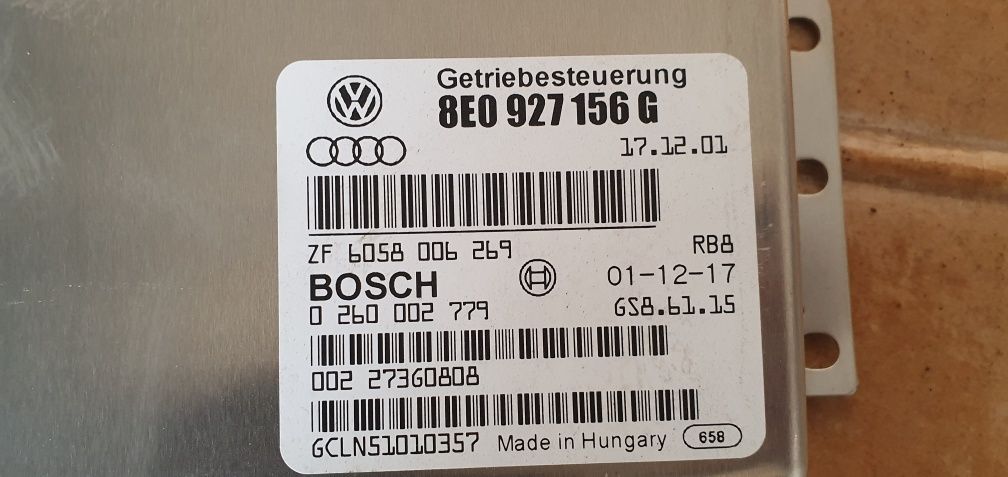 Getriebesteuerung
8E0 927 156 G
17.12.01
ZF 6058 006 269
RB8
BOSCH
01-12-17
0 260 002 779
GS8.61.15
002 27360808
GCLN51010357 Made in Hungary 658